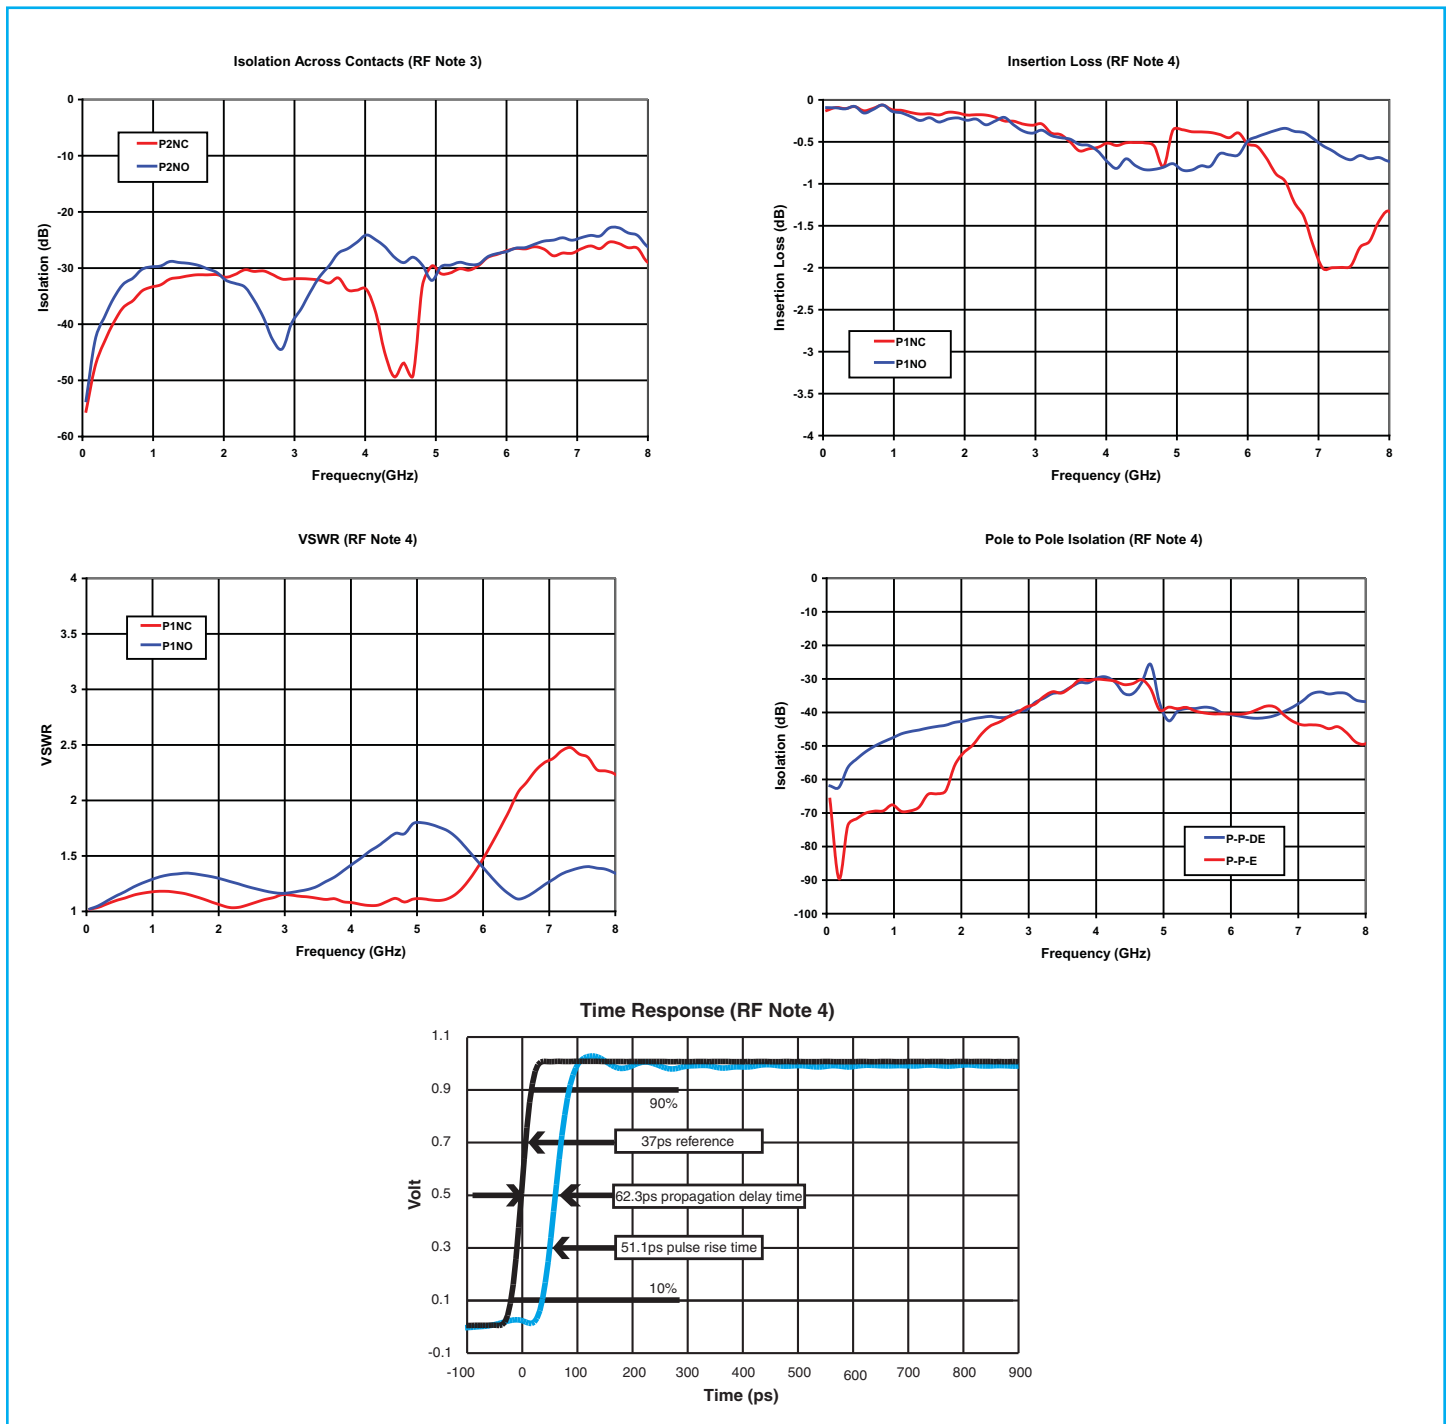 Isolation Across Contacts (RF Note 3)
0
-10
-20
-30
-40
-50
-60
Isolation (dB)
P2NC
P2NO
0 1 2 3 4 5 6 7 8
Frequecny(GHz)
Insertion Loss (RF Note 4)
0
-0.5
-1
-1.5
-2
-2.5
-3
-3.5
-4
Insertion Loss (dB)
P1NC
P1NO
0 1 2 3 4 5 6 7 8
Frequency (GHz)
VSWR (RF Note 4)
4
3.5
3
2.5
2
1.5
1
VSWR
P1NC
P1NO
0 1 2 3 4 5 6 7 8
Frequency (GHz)
Pole to Pole Isolation (RF Note 4)
0
-10
-20
-30
-40
-50
-60
-70
-80
-90
-100
Isolation (dB)
P-P-DE
P-P-E
0 1 2 3 4 5 6 7 8
Frequency (GHz)
Time Response (RF Note 4)
1.1
0.9
0.7
0.5
0.3
0.1
-0.1
Volt
90%
37ps reference
62.3ps propagation delay time
51.1ps pulse rise time
10%
-100 0 100 200 300 400 500 600 700 800 900
Time (ps)